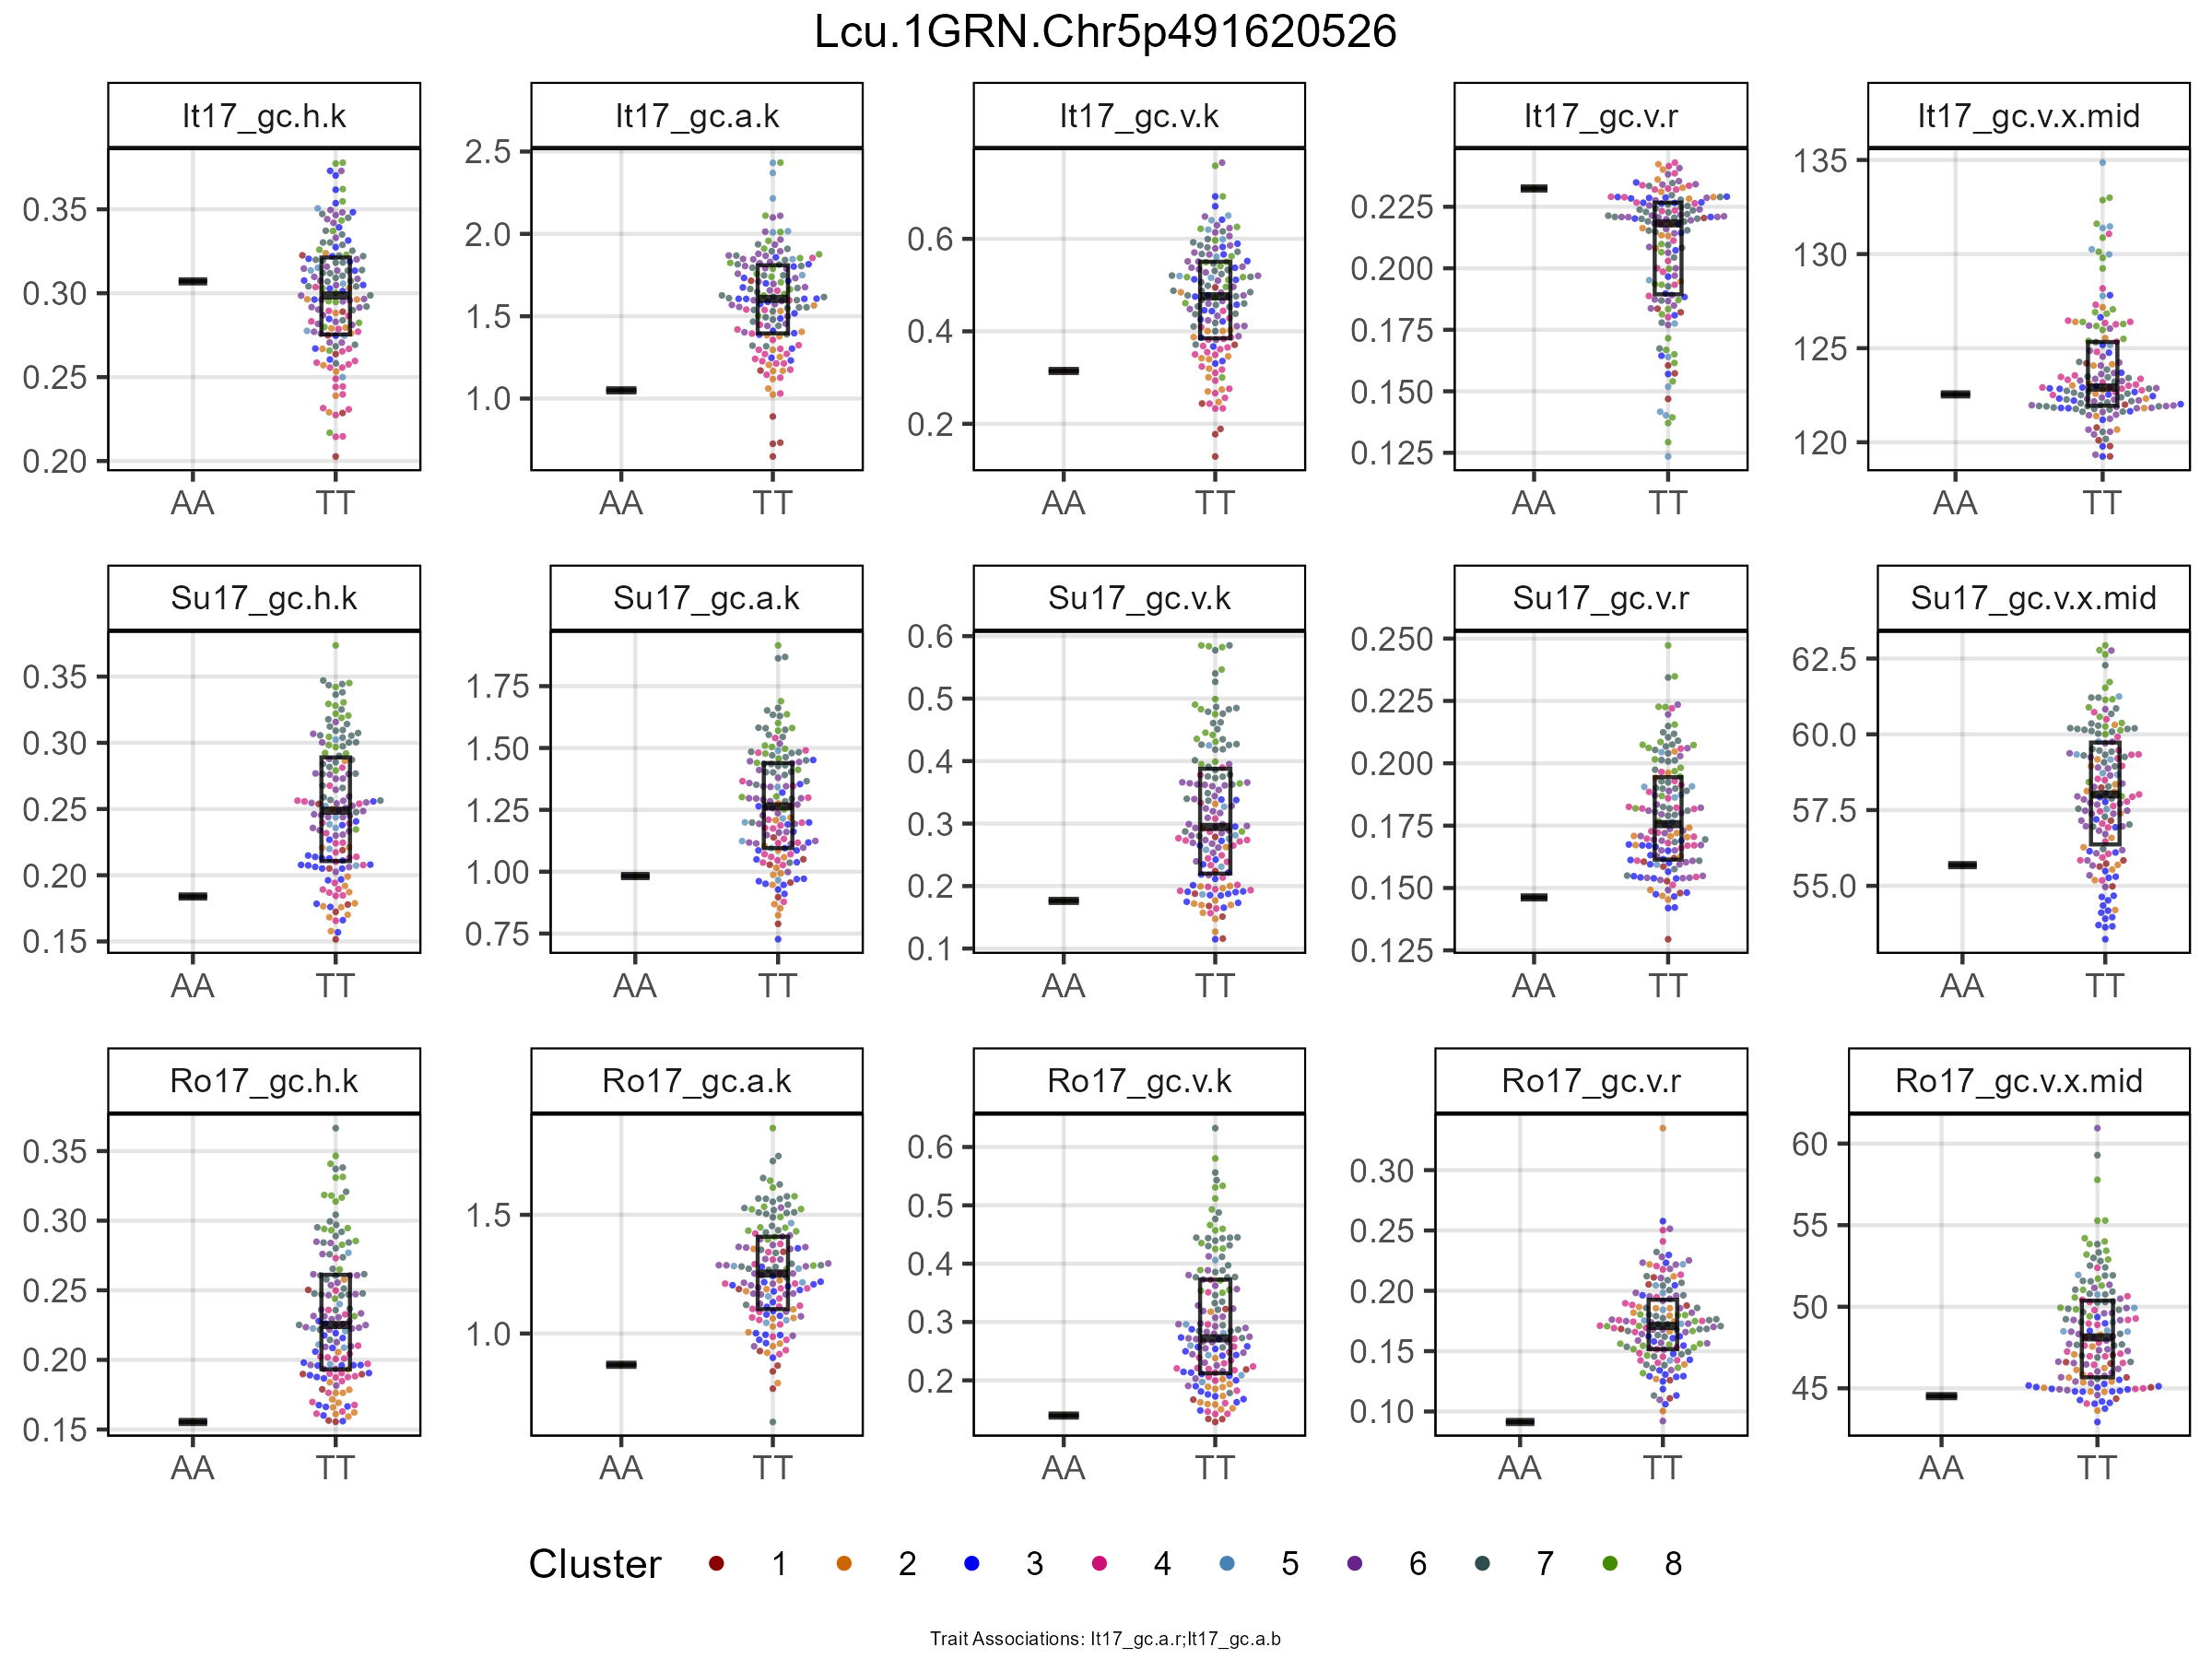 Lcu.1GRN.Chr5p491620526
It17_gc.h.k It17_gc.a.k It17_gc.v.k It17_gc.v.r It17_gc.v.x.mid
0.35 0.30 0.25 0.20 2.5 2.0 1.5 1.0 0.6 0.4 0.2 0.225 0.200 0.175 0.150 0.125 135 130 125 120
AA TT AA TT AA TT AA TT AA TT
Su17_gc.h.k Su17_gc.a.k Su17_gc.v.k Su17_gc.v.r Su17_gc.v.x.mid
0.35 0.30 0.25 0.20 0.15 1.75 1.50 1.25 1.00 0.75 0.6 0.5 0.4 0.3 0.2 0.1 0.250 0.225 0.200 0.175 0.150 0.125 62.5 60.0 57.5 55.0
AA TT AA TT AA TT AA TT AA TT
Ro17_gc.h.k Ro17_gc.a.k Ro17_gc.v.k Ro17_gc.v.r Ro17_gc.v.x.mid
0.35 0.30 0.25 0.20 0.15 1.5 1.0 0.6 0.5 0.4 0.3 0.2 0.30 0.25 0.20 0.15 0.10 60 55 50 45
AA TT AA TT AA TT AA TT AA TT
Cluster 1 2 3 4 5 6 7 8
Trait Associations: It17_gc.a.r;It17_gc.a.b